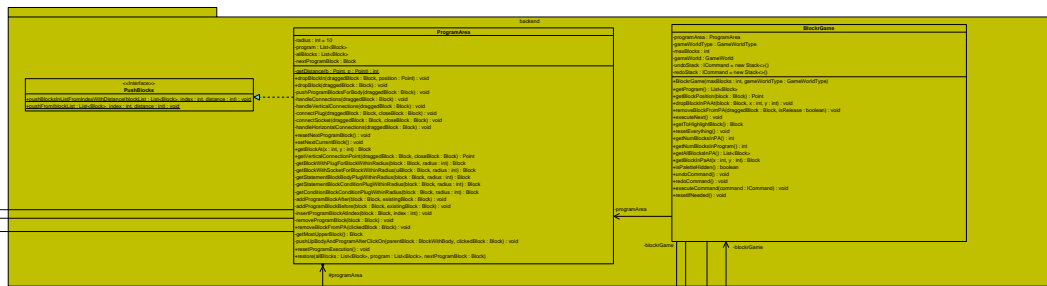 backend
<<Interface>>
PushBlocks
+pushBlocksInListFromIndexWithDistance(blockList : List<Block>, index : int, distance : int) : void
+pushFrom(blockList : List<Block>, index : int, distance : int) : void
ProgramArea
-radius : int = 10
-program : List<Block>
-allBlocks : List<Block>
-nextProgramBlock : Block
-getDistance(b : Point, p : Point) : int
+dropBlockIn(draggedBlock : Block, position : Point) : void
+dropBlock(draggedBlock : Block) : void
-pushProgramBlocksForBody(draggedBlock : Block) : void
-handleConnections(draggedBlock : Block) : void
-handleVerticalConnections(draggedBlock : Block) : void
-connectPlug(draggedBlock : Block, closeBlock : Block) : void
-connectSocket(draggedBlock : Block, closeBlock : Block) : void
-handleHorizontalConnections(draggedBlock : Block) : void
+resetNextProgramBlock() : void
+setNextCurrentBlock() : void
+getBlockAt(x : int, y : int) : Block
+getVerticalConnectionPoint(draggedBlock : Block, closeBlock : Block) : Point
-getBlockWithPlugForBlockWithinRadius(block : Block, radius : int) : Block
-getBlockWithSocketForBlockWithinRadius(uiBlock : Block, radius : int) : Block
-getStatementBlockBodyPlugWithinRadius(block : Block, radius : int) : Block
-getStatementBlockConditionPlugWithinRadius(block : Block, radius : int) : Block
-getConditionBlockConditionPlugWithinRadius(block : Block, radius : int) : Block
-addProgramBlockAfter(block : Block, existingBlock : Block) : void
-addProgramBlockBefore(block : Block, existingBlock : Block) : void
-insertProgramBlockAtIndex(block : Block, index : int) : void
-removeProgramBlock(block : Block) : void
+removeBlockFromPA(clickedBlock : Block) : void
-getMostUpperBlock() : Block
-pushUpBodyAndProgramAfterClickOn(parentBlock : BlockWithBody, clickedBlock : Block) : void
+resetProgramExecution() : void
+restore(allBlocks : List<Block>, program : List<Block>, nextProgramBlock : Block)
#programArea
-programArea
BlockrGame
-programArea : ProgramArea
-gameWorldType : GameWorldType
-maxBlocks : int
-gameWorld : GameWorld
-undoStack : ICommand = new Stack<>()
-redoStack : ICommand = new Stack<>()
+BlockrGame(maxBlocks : int, gameWorldType : GameWorldType)
+getProgram() : List<Block>
+getBlockPosition(block : Block) : Point
+dropBlockInPAAt(block : Block, x : int, y : int) : void
+removeBlockFromPA(draggedBlock : Block, isRelease : boolean) : void
+executeNext() : void
+getToHighlightBlock() : Block
+resetEverything() : void
+getNumBlocksInPA() : int
+getNumBlocksInProgram() : int
+getAllBlocksInPA() : List<Block>
+getBlockInPaAt(x : int, y : int) : Block
+isPaletteHidden() : boolean
+undoCommand() : void
+redoCommand() : void
+executeCommand(command : ICommand) : void
+resetIfNeeded() : void
-blockrGame
-blockrGame